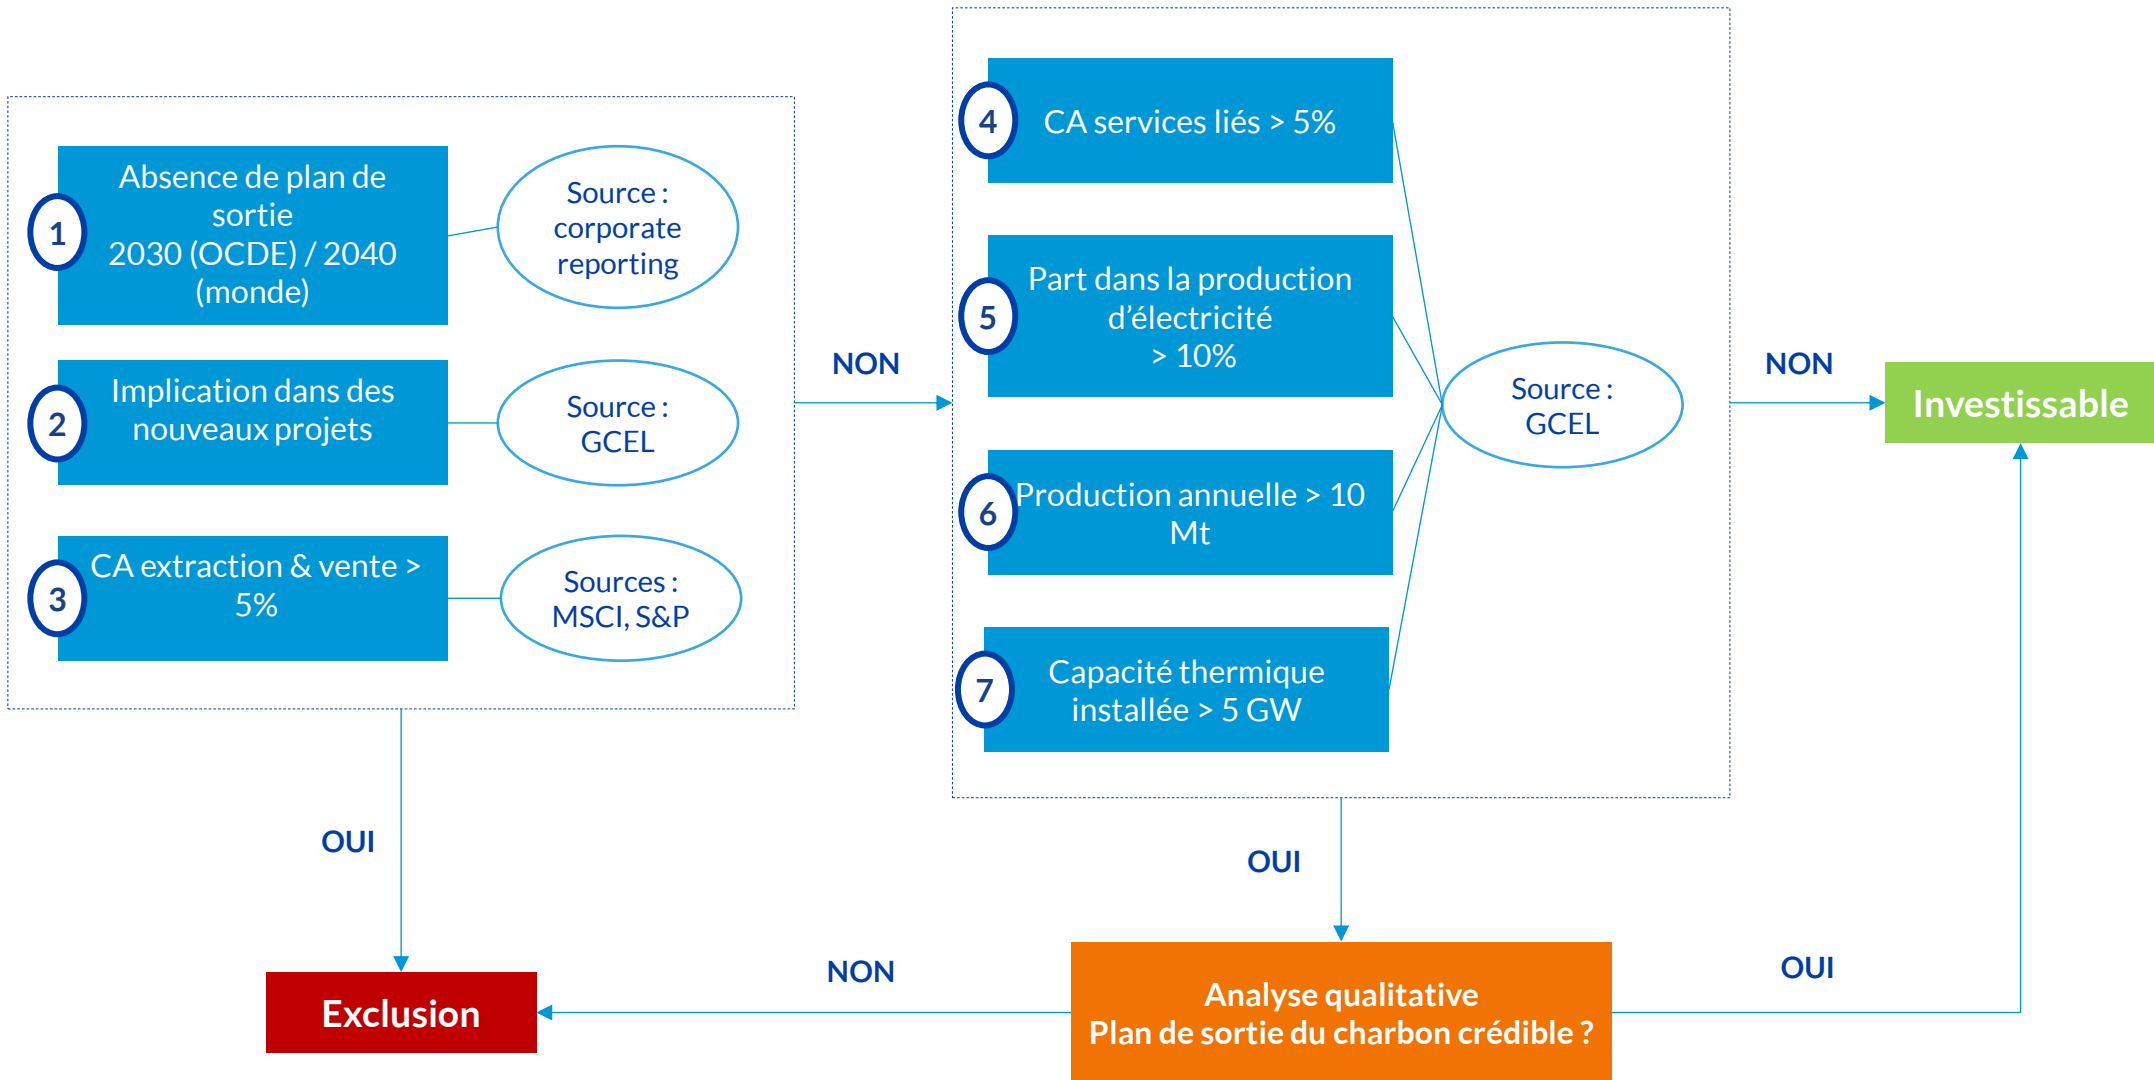 1
Absence de plan de
sortie
2030 (OCDE) / 2040
(monde)
Source :
corporate
reporting
2
Implication dans des
nouveaux projets
Source :
GCEL
3
CA extraction & vente >
5%
Sources :
MSCI, S&P
NON
4
CA services liés > 5%
5
Part dans la production
d’électricité
> 10%
6
Production annuelle > 10
Mt
7
Capacité thermique
installée > 5 GW
Source :
GCEL
NON
Investissable
OUI
OUI
Exclusion
NON
Analyse qualitative
Plan de sortie du charbon crédible ?
OUI